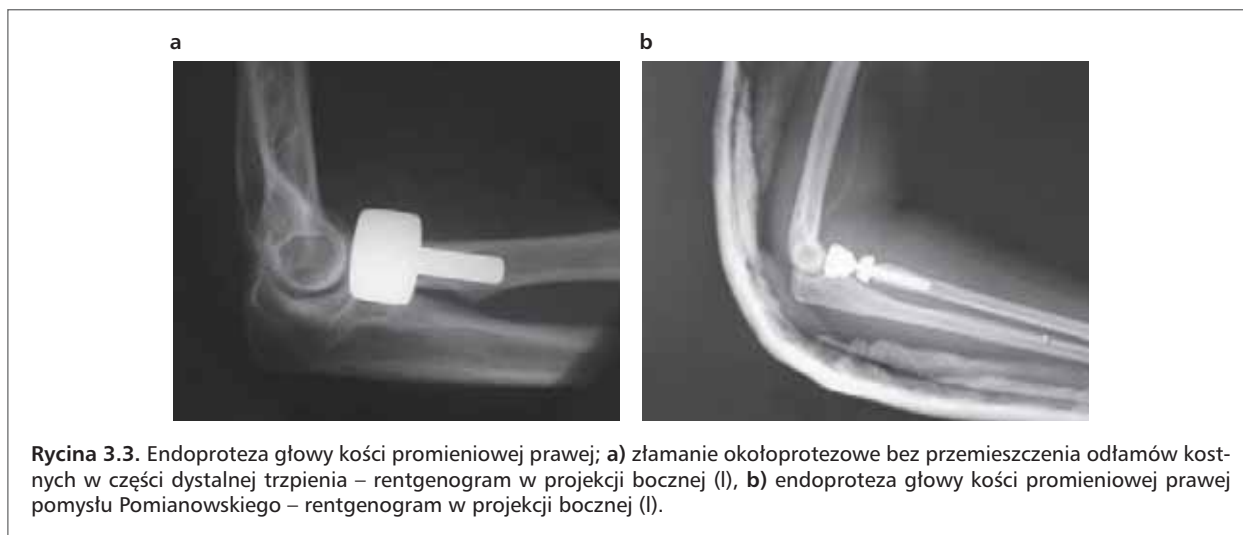 a
b
Rycina 3.3. Endoproteza głowy kości promieniowej prawej; a) złamanie okołoprotezowe bez przemieszczenia odłamów kost-
nych w części dystalnej trzpienia – rentgenogram w projekcji bocznej (l), b) endoproteza głowy kości promieniowej prawej
pomysłu Pomianowskiego – rentgenogram w projekcji bocznej (l).